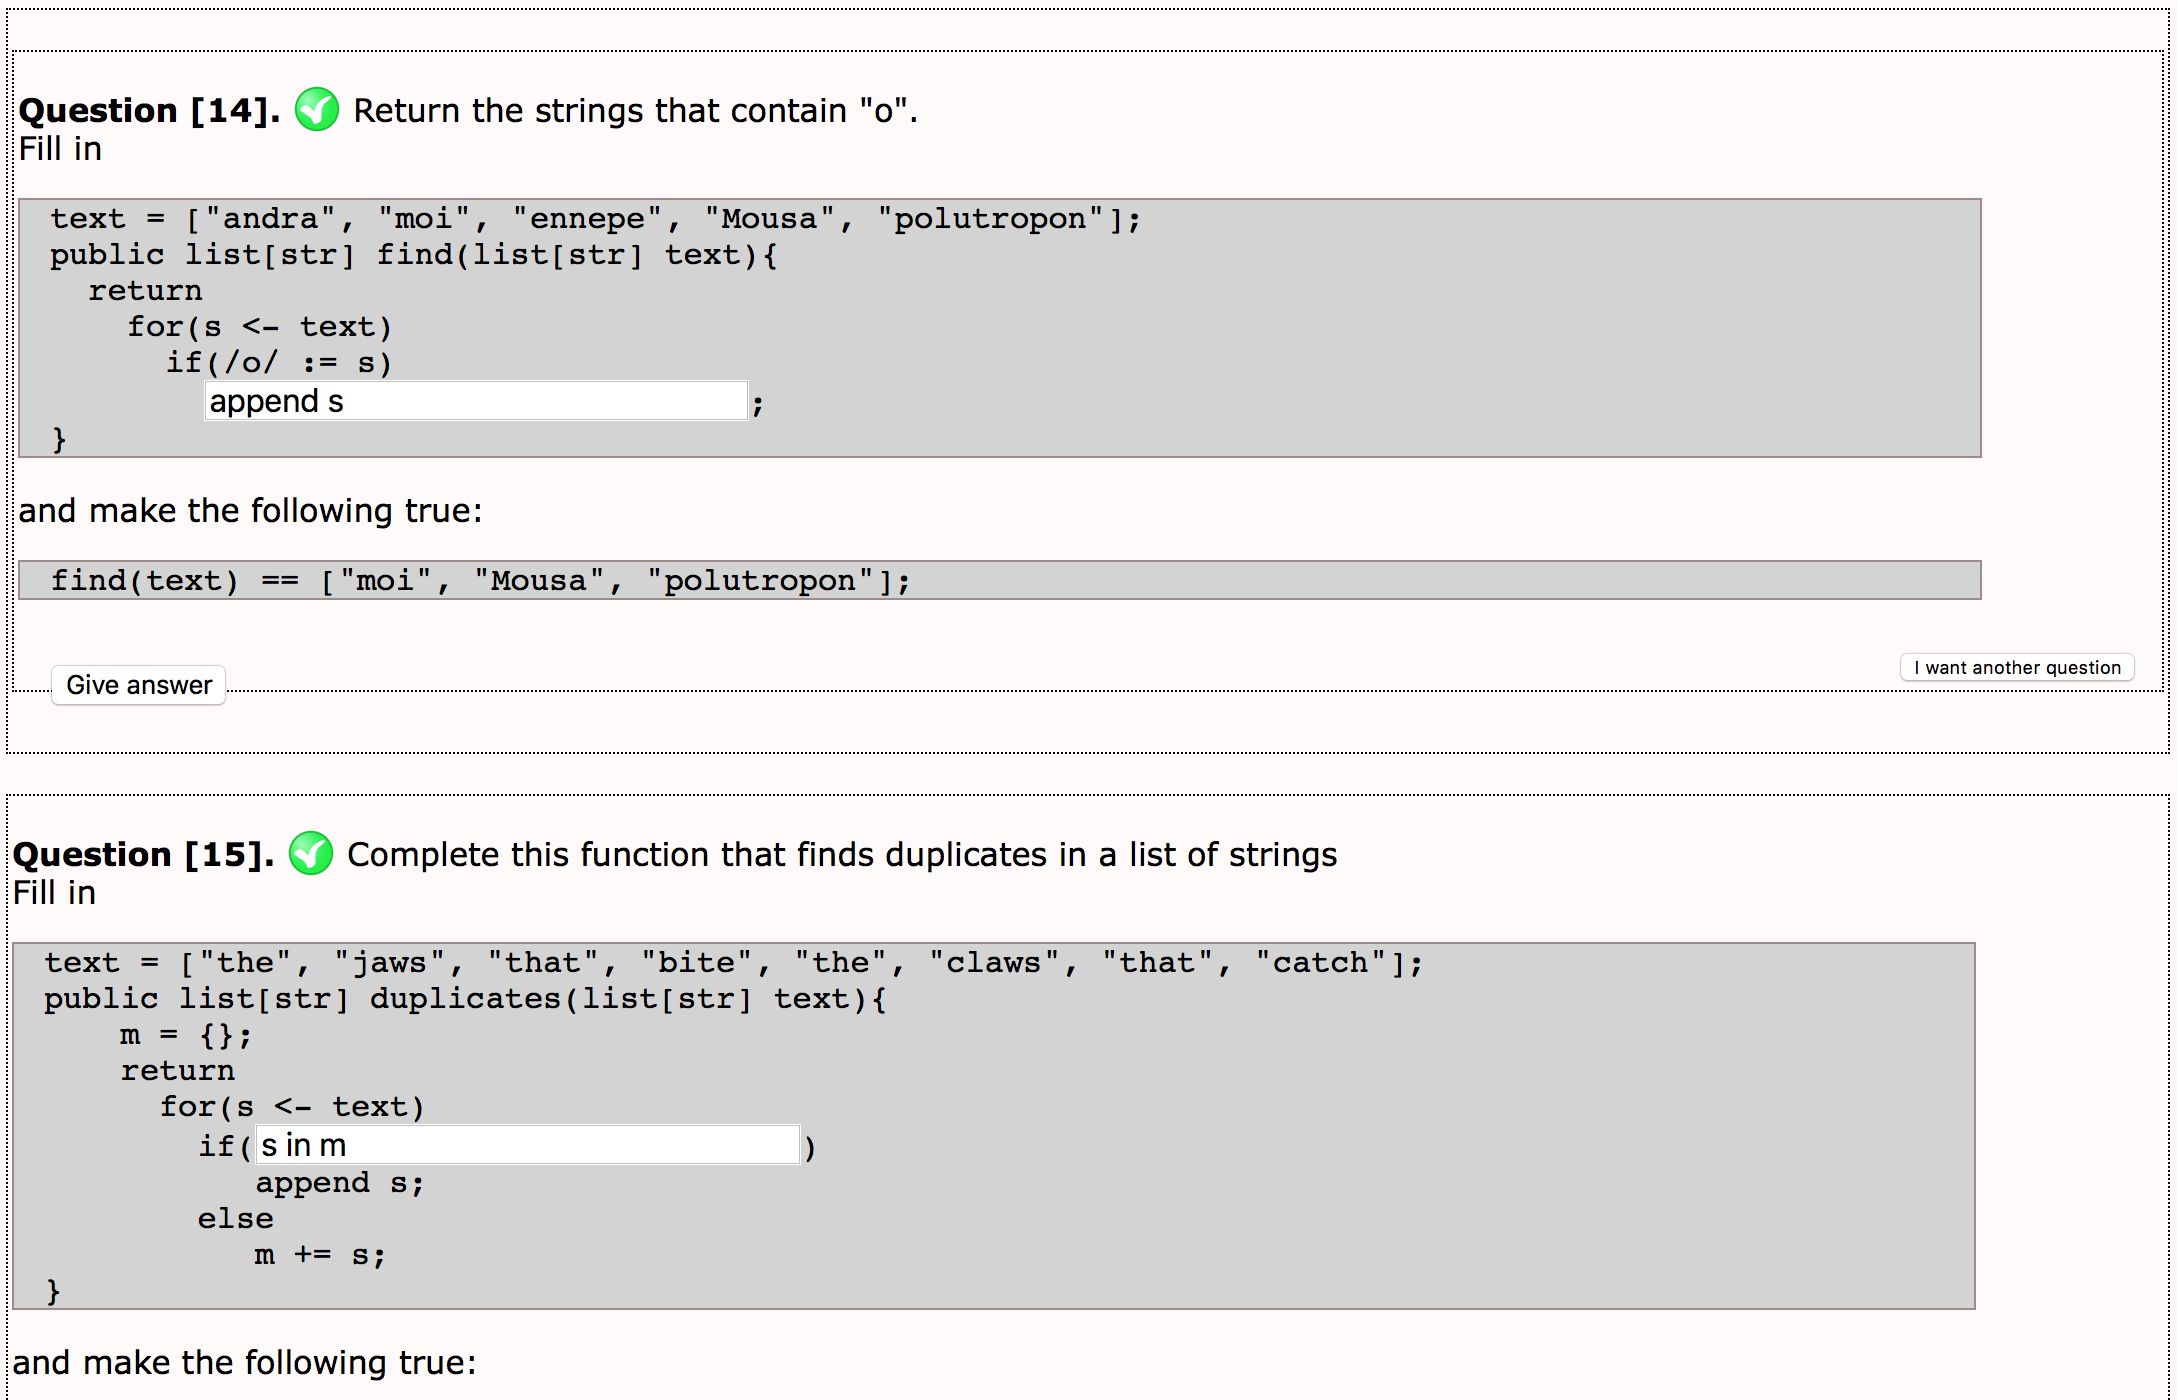 Question [14]. Return the strings that contain "o".
Fill in
text = ["andra", "moi", "ennepe", "Mousa", "polutropon"];
public list[str] find(list[str] text){
  return
    for(s <- text)
      if(/o/ := s)
        append s;
}
and make the following true:
find(text) == ["moi", "Mousa", "polutropon"];
I want another question
Give answer
Question [15]. Complete this function that finds duplicates in a list of strings
Fill in
text = ["the", "jaws", "that", "bite", "the", "claws", "that", "catch"];
public list[str] duplicates(list[str] text){
    m = {};
    return
      for(s <- text)
        if(s in m)
           append s;
        else
           m += s;
}
and make the following true: